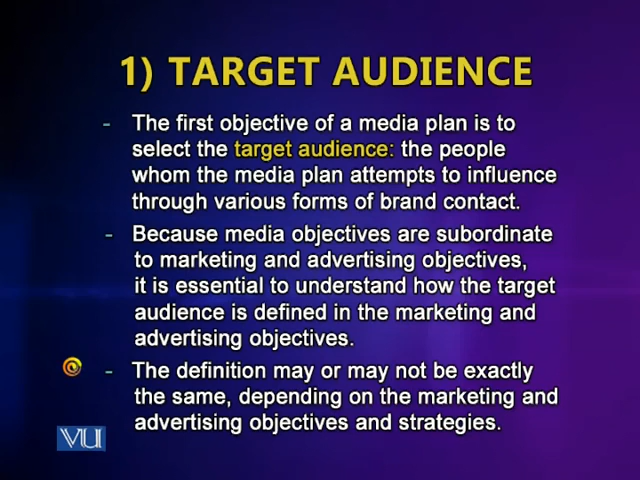 1) TARGET AUDIENCE
- The first objective of a media plan is to
select the target audience: the people
whom the media plan attempts to influence
through various forms of brand contact.
- Because media objectives are subordinate
to marketing and advertising objectives,
it is essential to understand how the target
audience is defined in the marketing and
advertising objectives.
- The definition may or may not be exactly
the same, depending on the marketing and
advertising objectives and strategies.
VU